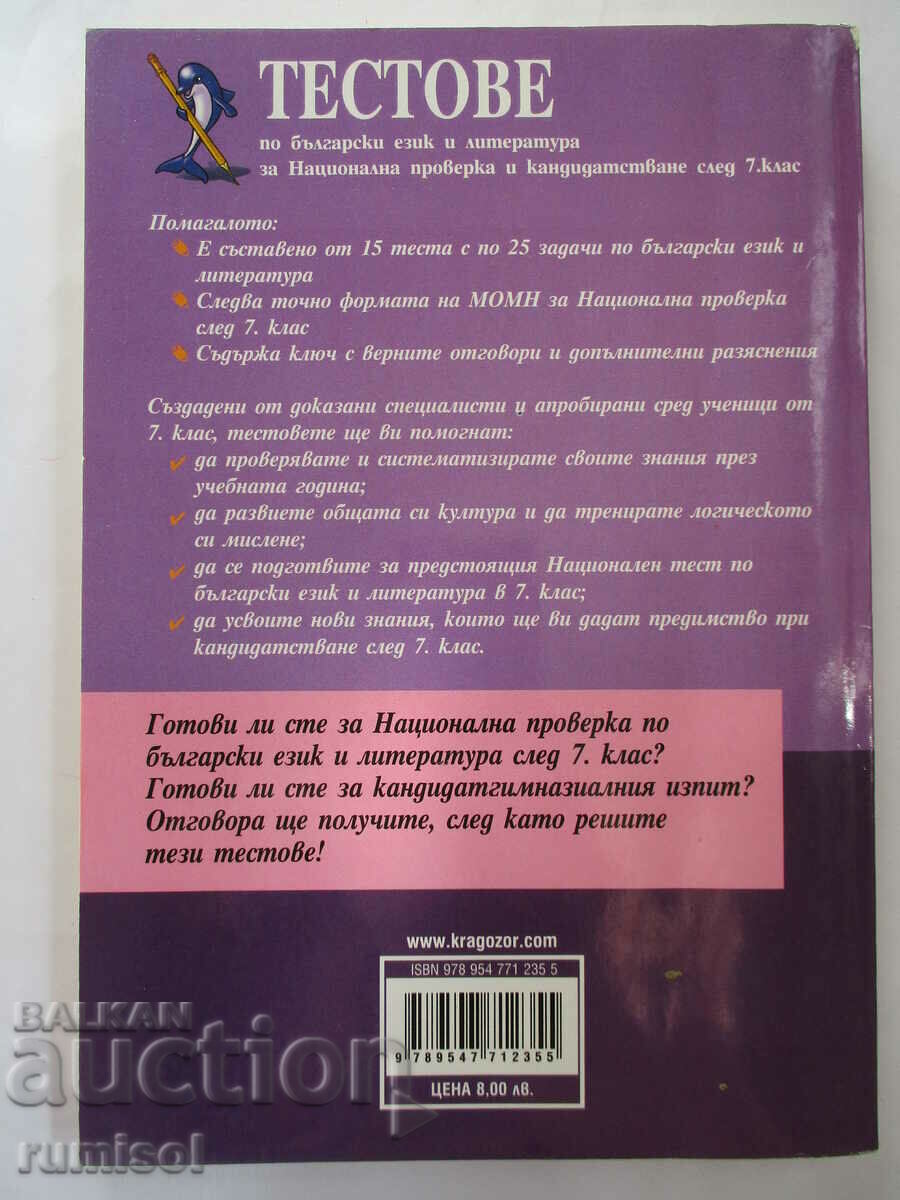 ТЕСТОВЕ
по български език и литература
за Национална проверка и кандидатстване след 7.клас
Помагалото:
Е съставено от 15 теста с по 25 задачи по български език и
литература
Следва точно формата на МОМН за Национална проверка
след 7. клас
Съдържа ключ с верните отговори и допълнителни разяснения
Създадени от доказани специалисти и апробирани сред ученици от
7. клас, тестовете ще ви помогнат:
да проверявате и систематизирате своите знания през
учебната година;
да развиете общата си култура и да тренирате логическото
си мислене;
да се подготвите за предстоящия Национален тест по
български език и литература в 7. клас;
да усвоите нови знания, които ще ви дадат предимство при
кандидатстване след 7. клас.
Готови ли сте за Национална проверка по
български език и литература след 7. клас?
Готови ли сте за кандидатгимназиалния изпит?
Отговора ще получите, след като решите
тези тестове!
www.kragozor.com
ISBN 978 954 771 235 5
9 789547 712355
ЦЕНА 8,00 лв.
BALKAN
auction
rumisol